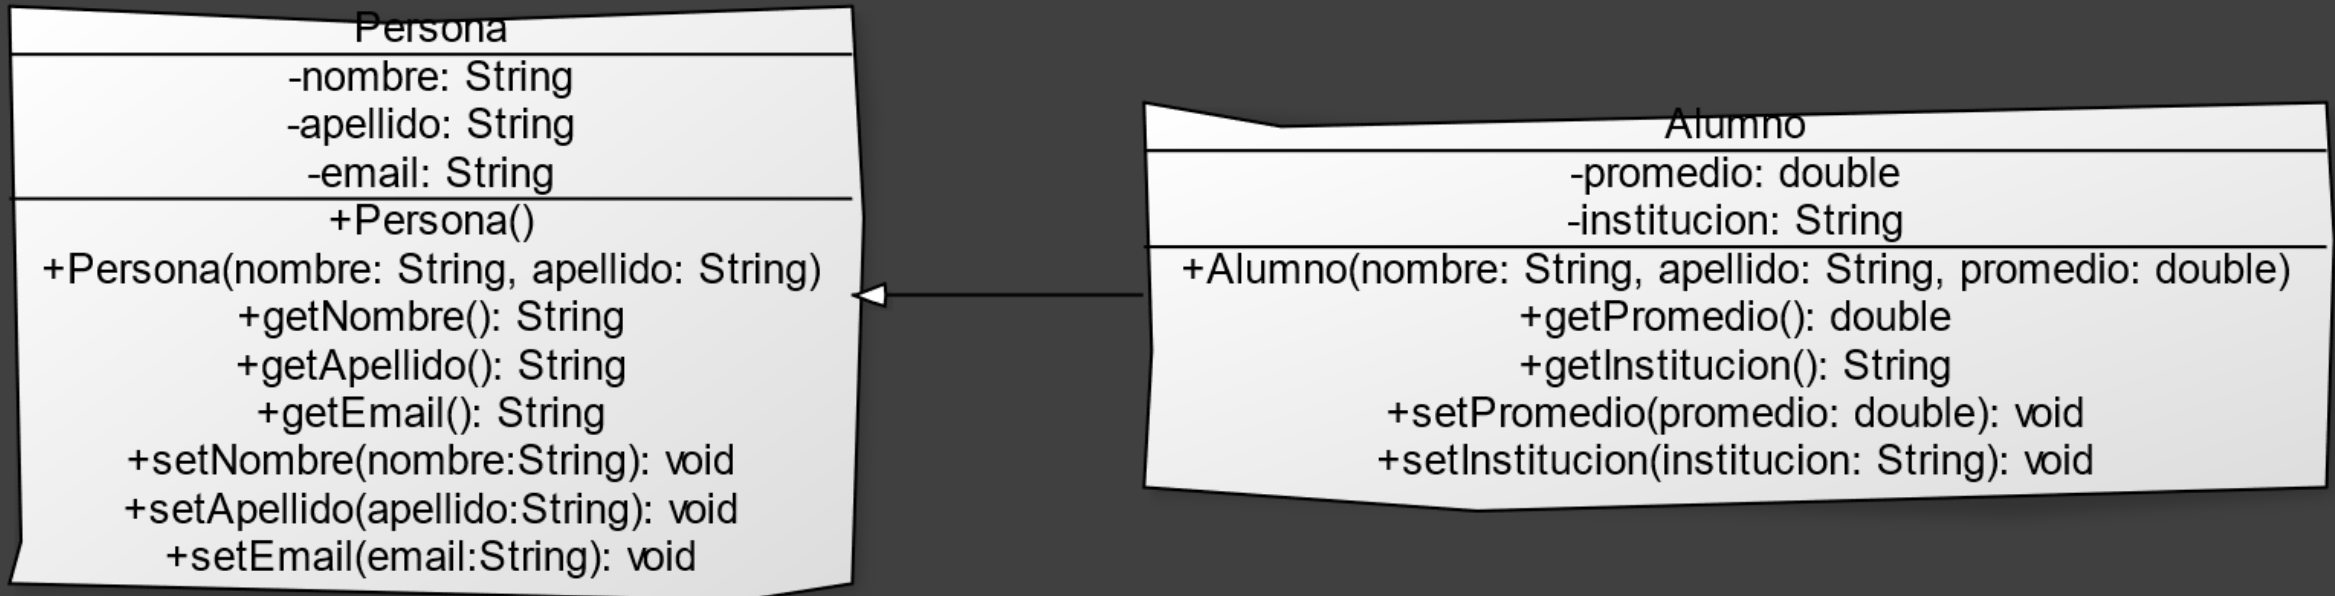 Persona
-nombre: String
-apellido: String
-email: String
+Persona()
+Persona(nombre: String, apellido: String)
+getNombre(): String
+getApellido(): String
+getEmail(): String
+setNombre(nombre:String): void
+setApellido(apellido:String): void
+setEmail(email:String): void
Alumno
-promedio: double
-institucion: String
+Alumno(nombre: String, apellido: String, promedio: double)
+getPromedio(): double
+getInstitucion(): String
+setPromedio(promedio: double): void
+setInstitucion(institucion: String): void